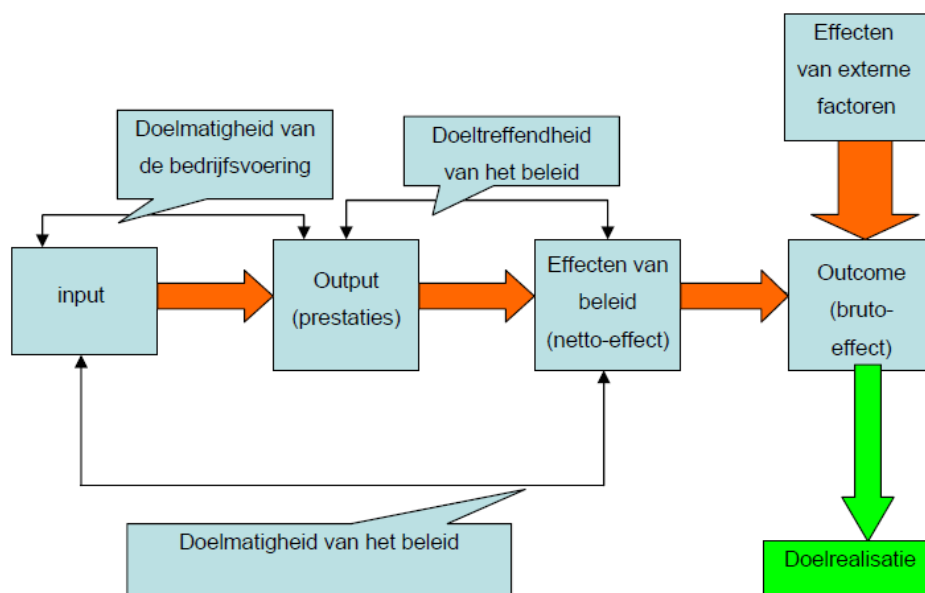 Effecten
van externe
factoren
Doelmatigheid van
de bedrijfsvoering
Doeltreffendheid
van het beleid
input
Output
(prestaties)
Effecten van
beleid
(netto-effect)
Outcome
(bruto-
effect)
Doelmatigheid van het beleid
Doelrealisatie